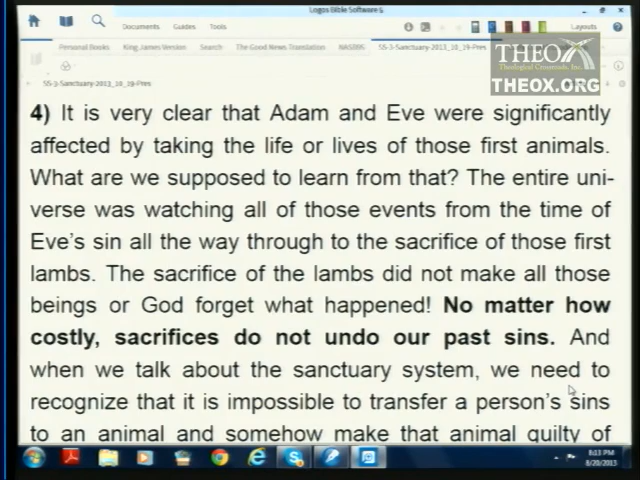 Logos Bible Software 5
Documents Guides Tools
Layouts
Personal Books King James Version Search The Good News Translation NASB95 SS-3-Sanctuary-2013_10_19-Pres
THEOX
Theological Crossroads, Inc.
THEOX.ORG
SS-3-Sanctuary-2013_10_19-Pres
4) It is very clear that Adam and Eve were significantly
affected by taking the life or lives of those first animals.
What are we supposed to learn from that? The entire uni-
verse was watching all of those events from the time of
Eve's sin all the way through to the sacrifice of those first
lambs. The sacrifice of the lambs did not make all those
beings or God forget what happened! No matter how
costly, sacrifices do not undo our past sins. And
when we talk about the sanctuary system, we need to
recognize that it is impossible to transfer a person's sins
to an animal and somehow make that animal guilty of
8/20/2013